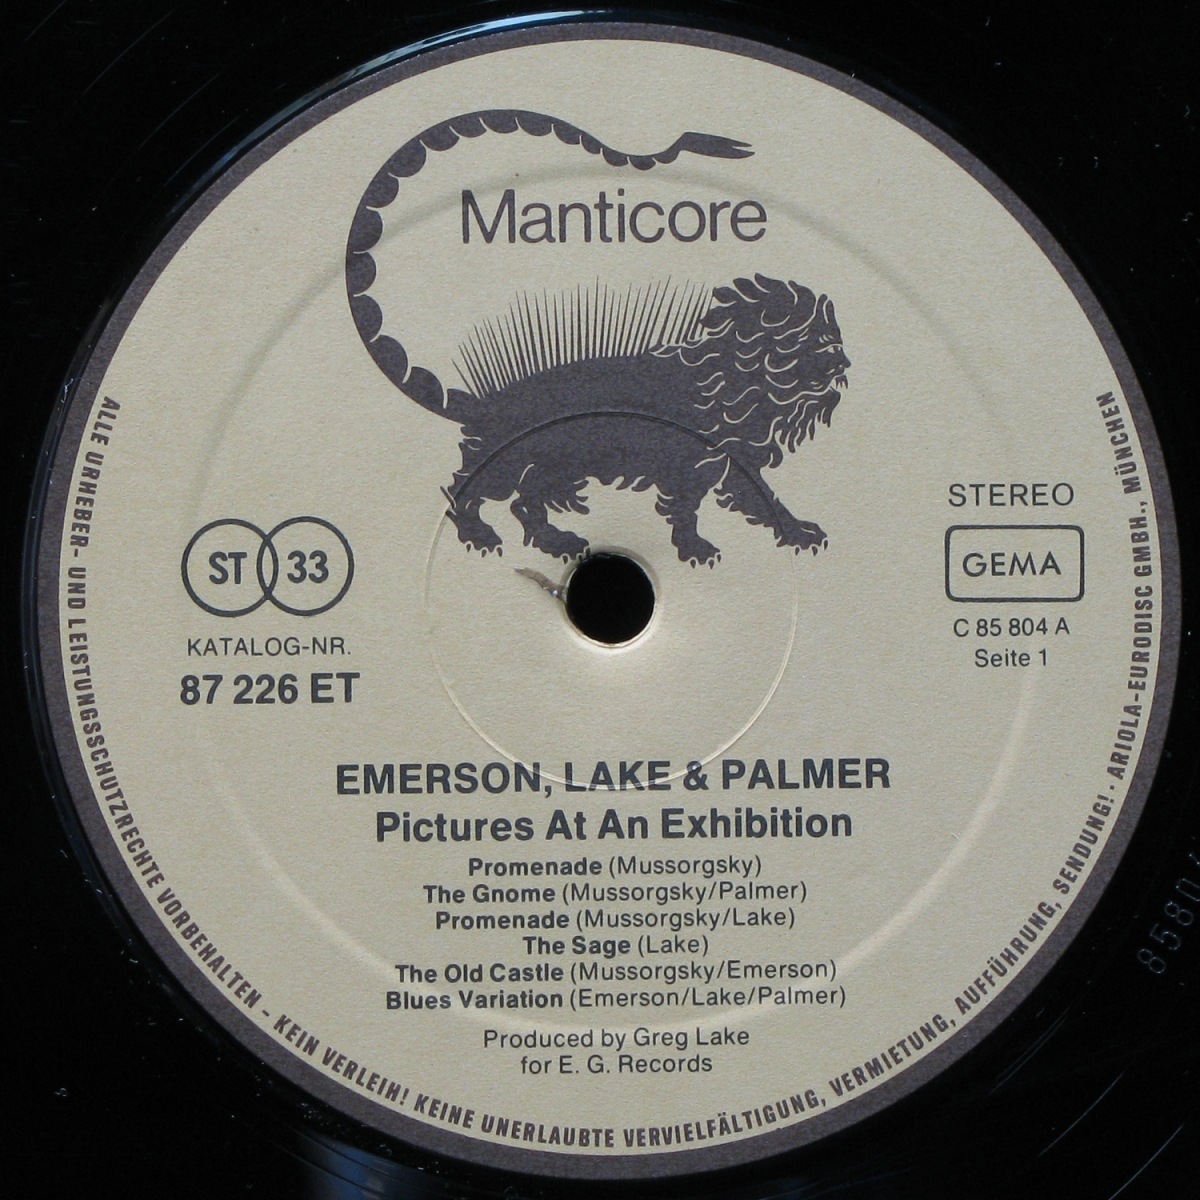 Manticore
STEREO
ST 33
GEMA
KATALOG-NR.
87 226 ET
C 85 804 A
Seite 1
EMERSON, LAKE & PALMER
Pictures At An Exhibition
Promenade (Mussorgsky)
The Gnome (Mussorgsky/Palmer)
Promenade (Mussorgsky/Lake)
The Sage (Lake)
The Old Castle (Mussorgsky/Emerson)
Blues Variation (Emerson/Lake/Palmer)
Produced by Greg Lake
for E. G. Records
ALLE URHEBER- UND LEISTUNGSSCHUTZRECHTE VORBEHALTEN – KEIN VERLEIH! KEINE UNERLAUBTE VERVIELFÄLTIGUNG, VERMIETUNG, AUFFÜHRUNG, SENDUNG! · ARIOLA-EURODISC GMBH., MÜNCHEN